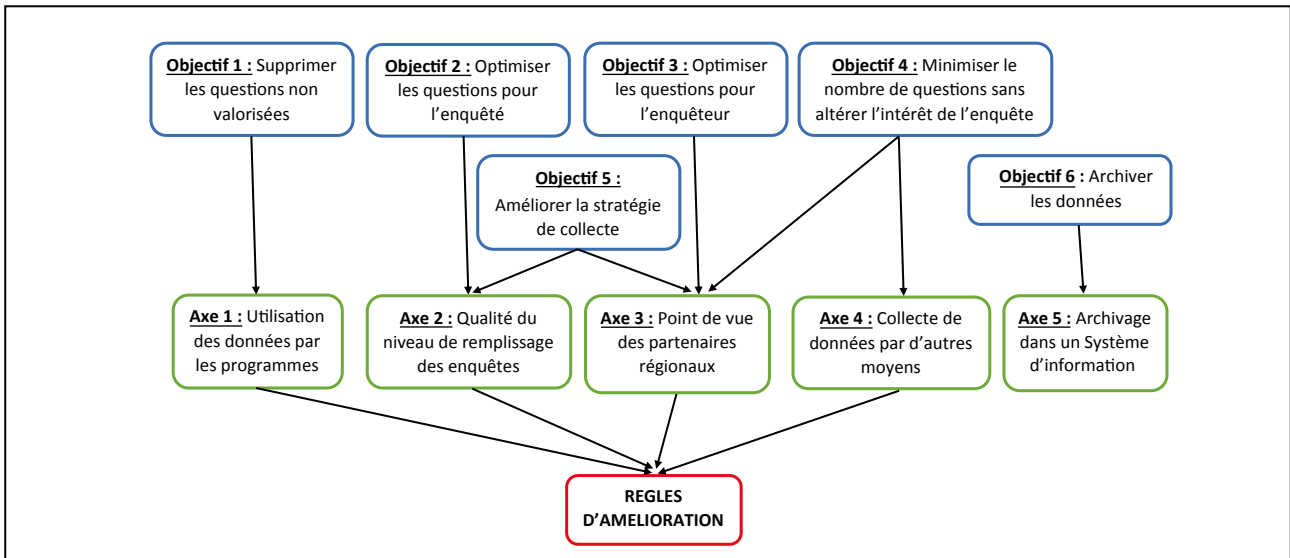 Objectif 1 : Supprimer
les questions non
valorisées
Objectif 2 : Optimiser
les questions pour
l’enquêté
Objectif 3 : Optimiser
les questions pour
l’enquêteur
Objectif 4 : Minimiser le
nombre de questions sans
altérer l’intérêt de l’enquête
Objectif 5 :
Améliorer la stratégie
de collecte
Objectif 6 : Archiver
les données
Axe 1 : Utilisation
des données par
les programmes
Axe 2 : Qualité du
niveau de remplissage
des enquêtes
Axe 3 : Point de vue
des partenaires
régionaux
Axe 4 : Collecte de
données par d’autres
moyens
Axe 5 : Archivage
dans un Système
d’information
REGLES
D’AMELIORATION